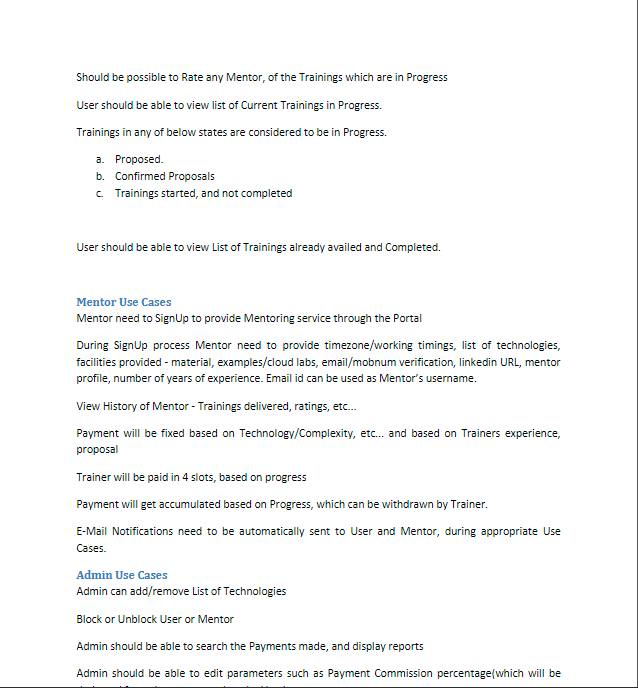 Should be possible to Rate any Mentor, of the Trainings which are in Progress
User should be able to view list of Current Trainings in Progress.
Trainings in any of below states are considered to be in Progress.
a. Proposed.
b. Confirmed Proposals
c. Trainings started, and not completed
User should be able to view List of Trainings already availed and Completed.
Mentor Use Cases
Mentor need to SignUp to provide Mentoring service through the Portal
During SignUp process Mentor need to provide timezone/working timings, list of technologies,
facilities provided - material, examples/cloud labs, email/mobnum verification, linkedin URL, mentor
profile, number of years of experience. Email id can be used as Mentor's username.
View History of Mentor - Trainings delivered, ratings, etc...
Payment will be fixed based on Technology/Complexity, etc... and based on Trainers experience,
proposal
Trainer will be paid in 4 slots, based on progress
Payment will get accumulated based on Progress, which can be withdrawn by Trainer.
E-Mail Notifications need to be automatically sent to User and Mentor, during appropriate Use
Cases.
Admin Use Cases
Admin can add/remove List of Technologies
Block or Unblock User or Mentor
Admin should be able to search the Payments made, and display reports
Admin should be able to edit parameters such as Payment Commission percentage(which will be